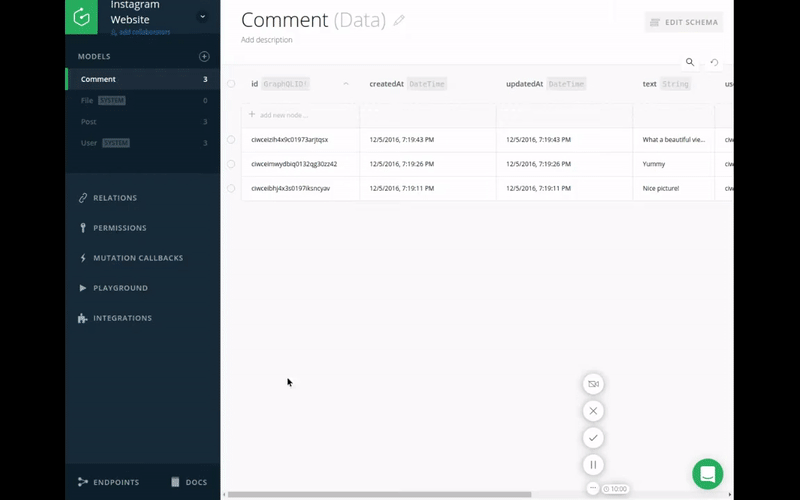 Instagram
Website
add collaborators
MODELS
Comment 3
File SYSTEM 0
Post 3
User SYSTEM 3
RELATIONS
PERMISSIONS
MUTATION CALLBACKS
PLAYGROUND
INTEGRATIONS
ENDPOINTS DOCS
Comment (Data)
Add description
EDIT SCHEMA
id GraphQLID! createdAt DateTime updatedAt DateTime text String
add new node...
ciwceizih4x9c01973arjtqsx 12/5/2016, 7:19:43 PM 12/5/2016, 7:19:43 PM What a beautiful vie... ciw
ciwceimwydbiq0132qg30zz42 12/5/2016, 7:19:26 PM 12/5/2016, 7:19:26 PM Yummy ciw
ciwceibhj4x3s0197iksncyav 12/5/2016, 7:19:11 PM 12/5/2016, 7:19:11 PM Nice picture! ciw
10:00